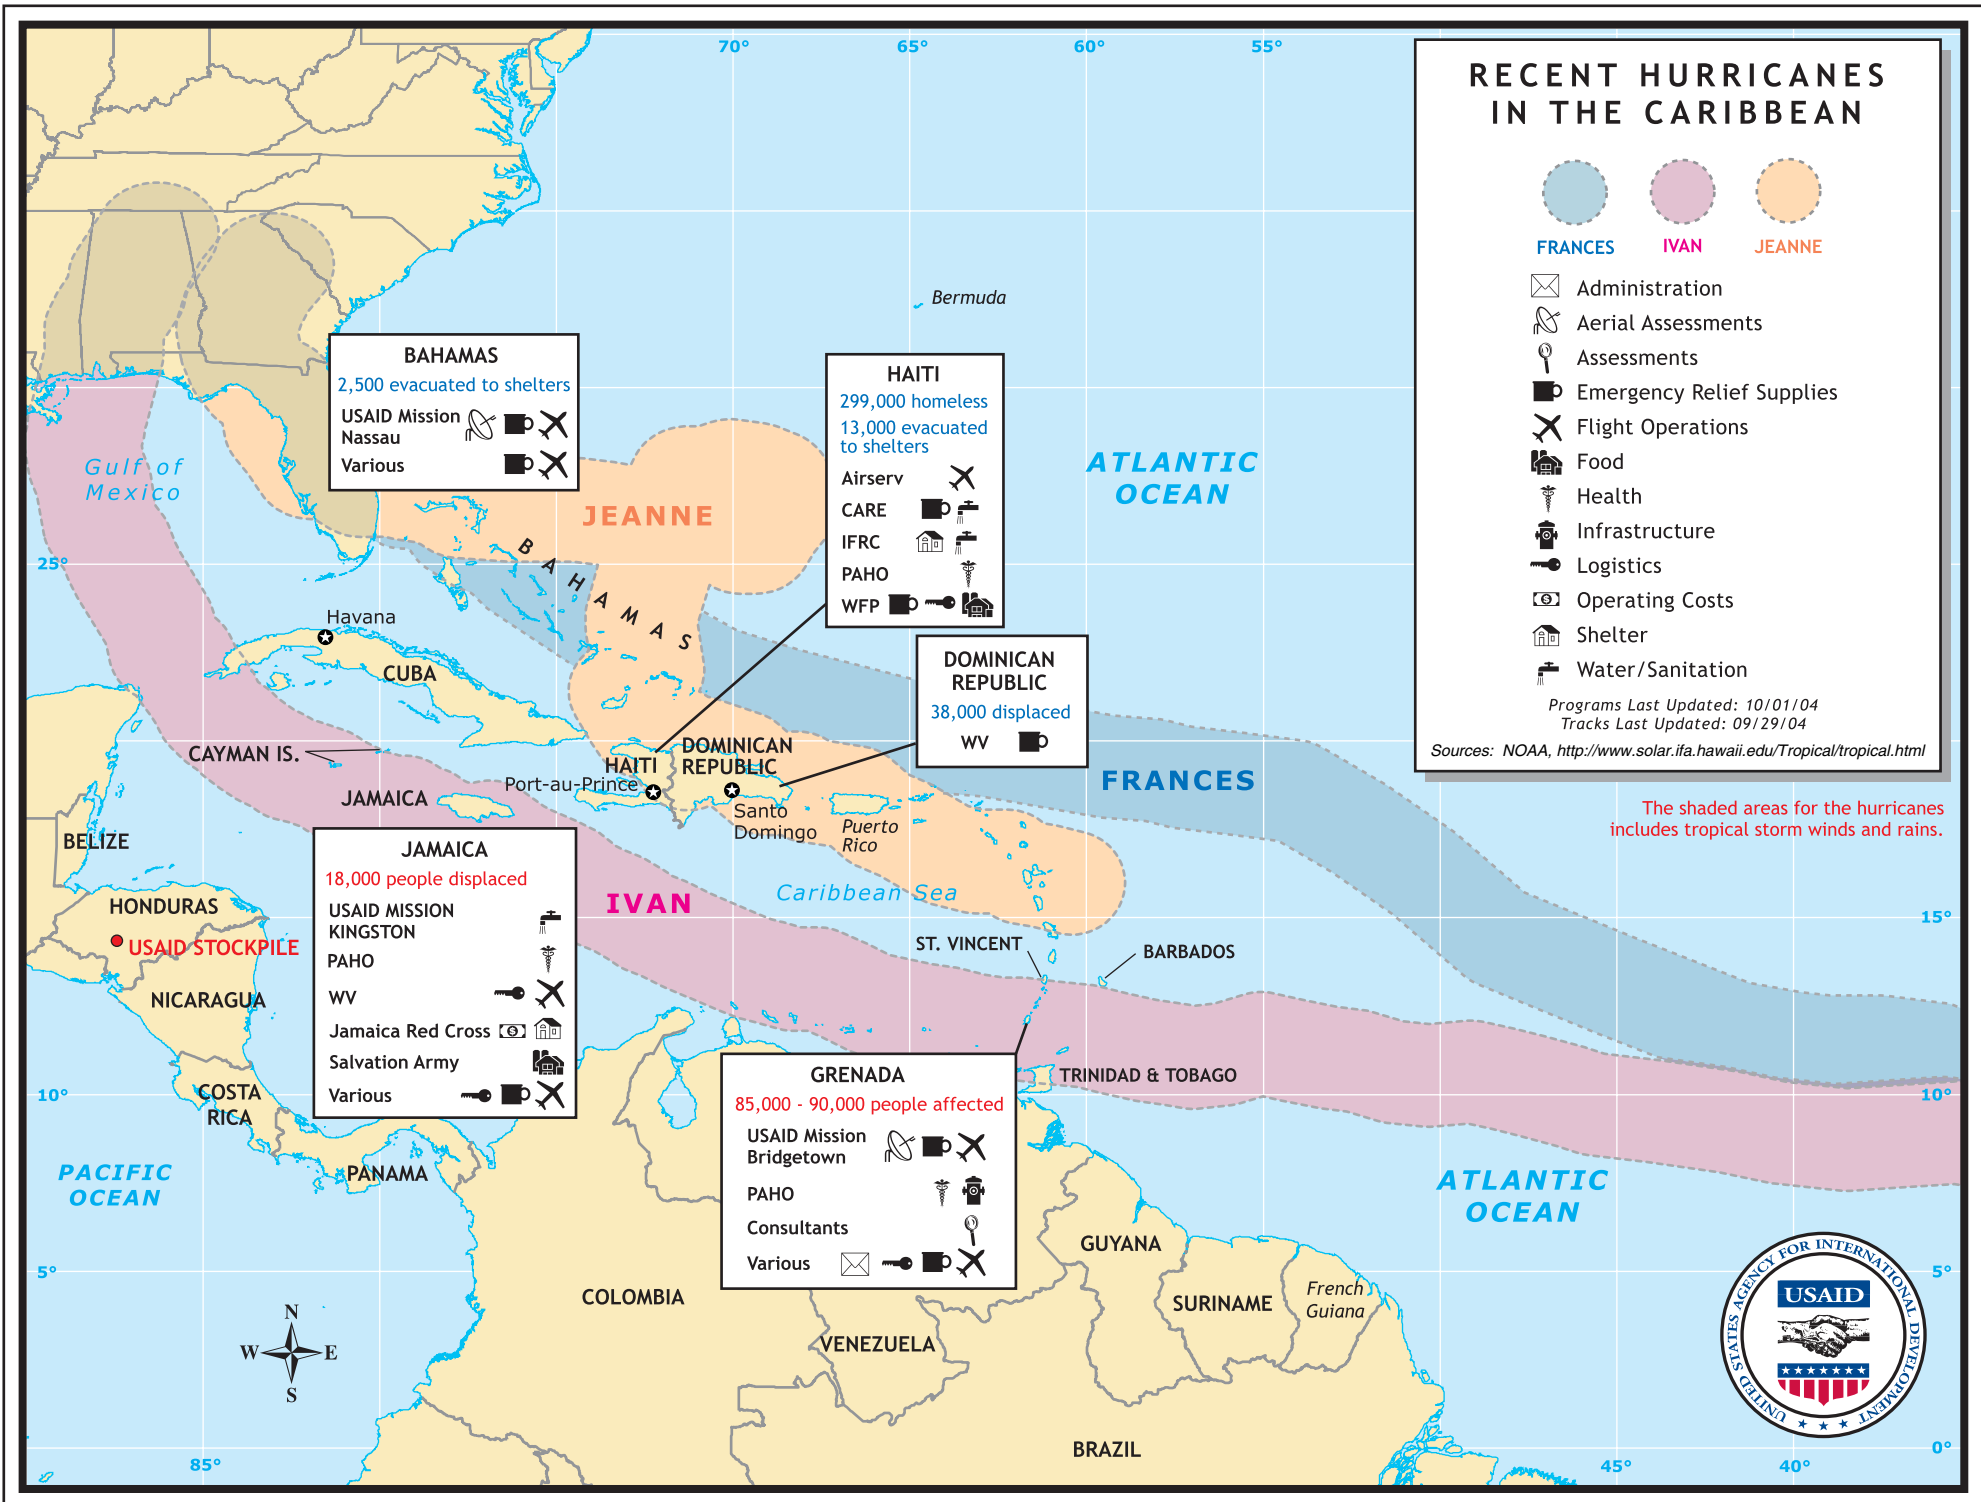 70°
65°
60°
55°
RECENT HURRICANES
IN THE CARIBBEAN
FRANCES
IVAN
JEANNE
Administration
Aerial Assessments
Assessments
Emergency Relief Supplies
Flight Operations
Food
Health
Infrastructure
Logistics
Operating Costs
Shelter
Water/Sanitation
Programs Last Updated: 10/01/04
Tracks Last Updated: 09/29/04
Sources: NOAA, http://www.solar.ifa.hawaii.edu/Tropical/tropical.html
The shaded areas for the hurricanes
includes tropical storm winds and rains.
Bermuda
BAHAMAS
2,500 evacuated to shelters
USAID Mission
Nassau
Various
HAITI
299,000 homeless
13,000 evacuated
to shelters
Airserv
CARE
IFRC
PAHO
WFP
Gulf of
Mexico
JEANNE
ATLANTIC
OCEAN
BAHAMAS
25°
Havana
CUBA
DOMINICAN
REPUBLIC
38,000 displaced
WV
CAYMAN IS.
HAITI
DOMINICAN
REPUBLIC
Port-au-Prince
Santo
Domingo
Puerto
Rico
FRANCES
JAMAICA
BELIZE
JAMAICA
18,000 people displaced
USAID MISSION
KINGSTON
PAHO
WV
Jamaica Red Cross
Salvation Army
Various
IVAN
Caribbean Sea
HONDURAS
USAID STOCKPILE
NICARAGUA
ST. VINCENT
BARBADOS
15°
GRENADA
85,000 - 90,000 people affected
USAID Mission
Bridgetown
PAHO
Consultants
Various
TRINIDAD & TOBAGO
10°
10°
COSTA
RICA
PANAMA
PACIFIC
OCEAN
ATLANTIC
OCEAN
5°
5°
GUYANA
SURINAME
French
Guiana
COLOMBIA
VENEZUELA
BRAZIL
N
W
E
S
UNITED STATES AGENCY FOR INTERNATIONAL DEVELOPMENT
USAID
0°
85°
45°
40°